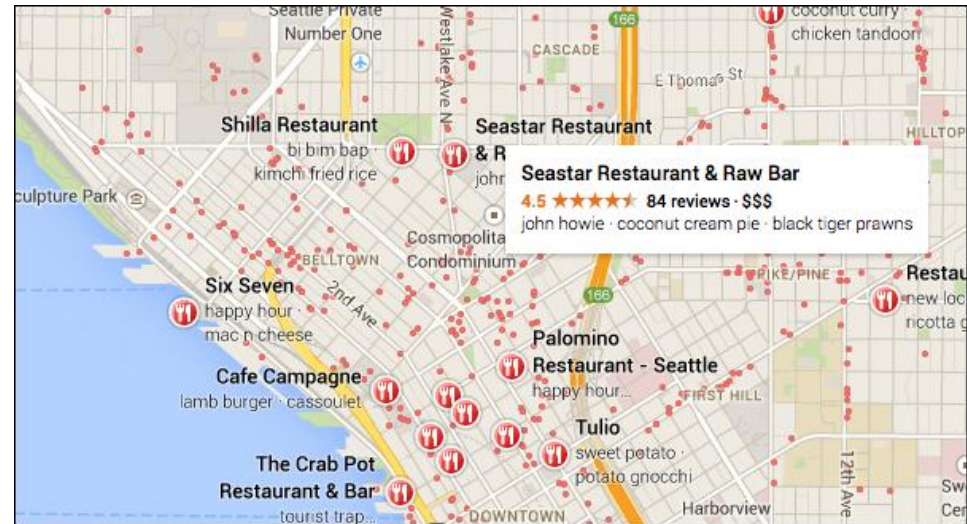 Seattle Private
Number One
Westlake Ave N
166
CASCADE
E Thomas St
coconut curry ·
chicken tandoori
HILLTOP
Shilla Restaurant
bi bim bap ·
kimchi fried rice
Seastar Restaurant
& R
john
Seastar Restaurant & Raw Bar
4.5 84 reviews · $$$
john howie · coconut cream pie · black tiger prawns
culpture Park
Cosmopolita
Condominium
BELLTOWN
2nd Ave
Six Seven
happy hour ·
mac n cheese
166
PIKE/PINE
Restau
new loc
ricotta g
Palomino
Restaurant - Seattle
happy hour...
Cafe Campagne
lamb burger · cassoulet
FIRST HILL
Tulio
sweet potato ·
potato gnocchi
The Crab Pot
Restaurant & Bar
tourist trap...
DOWNTOWN
Harborview
12th Ave
Sw
Cer